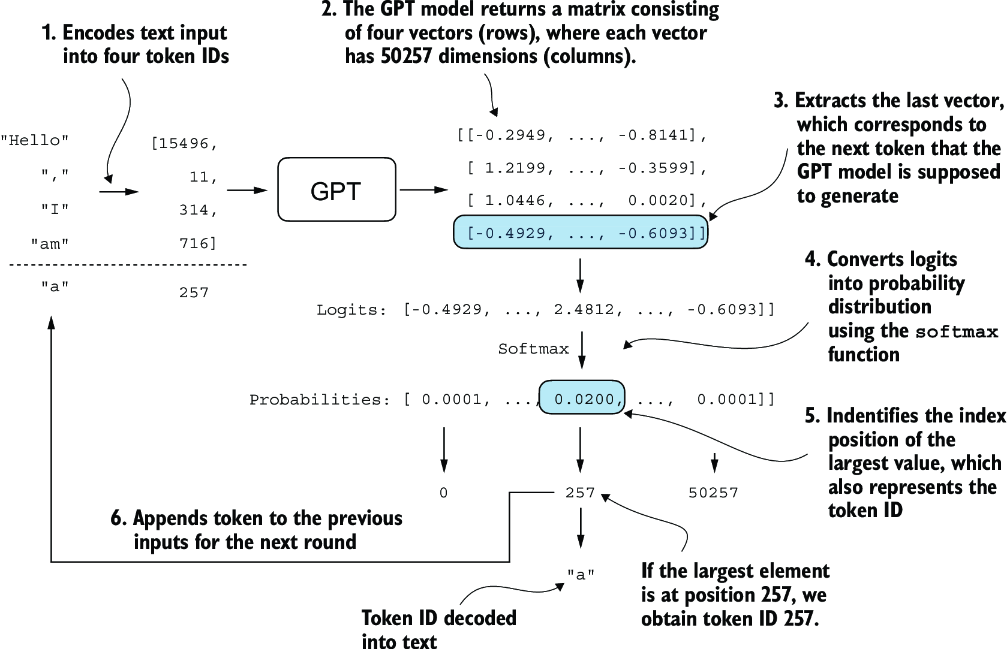 1. Encodes text input
into four token IDs
2. The GPT model returns a matrix consisting
of four vectors (rows), where each vector
has 50257 dimensions (columns).
3. Extracts the last vector,
which corresponds to
the next token that the
GPT model is supposed
to generate
"Hello" [15496,
"," 11,
"I" 314,
"am" 716]
"a" 257
GPT
[[-0.2949, ..., -0.8141],
[ 1.2199, ..., -0.3599],
[ 1.0446, ..., 0.0020],
[-0.4929, ..., -0.6093]]
Logits: [-0.4929, ..., 2.4812, ..., -0.6093]]
4. Converts logits
into probability
distribution
using the softmax
function
Softmax
Probabilities: [ 0.0001, ..., 0.0200, ..., 0.0001]]
5. Indentifies the index
position of the
largest value, which
also represents the
token ID
0 257 50257
6. Appends token to the previous
inputs for the next round
"a"
If the largest element
is at position 257, we
obtain token ID 257.
Token ID decoded
into text